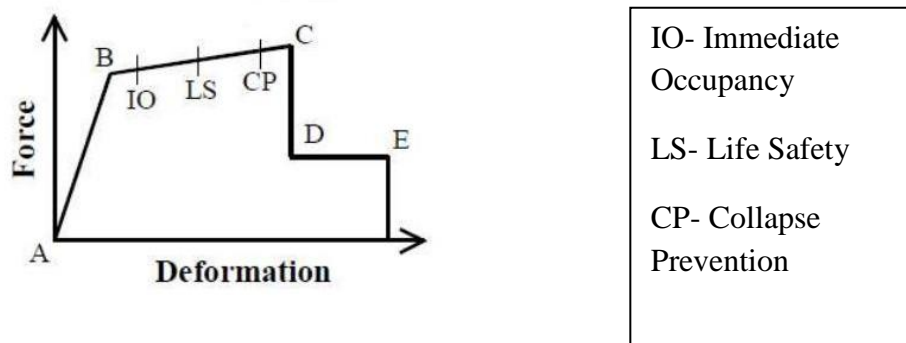 C
B
IO
LS
CP
D
E
Force
A
Deformation
IO- Immediate
Occupancy
LS- Life Safety
CP- Collapse
Prevention